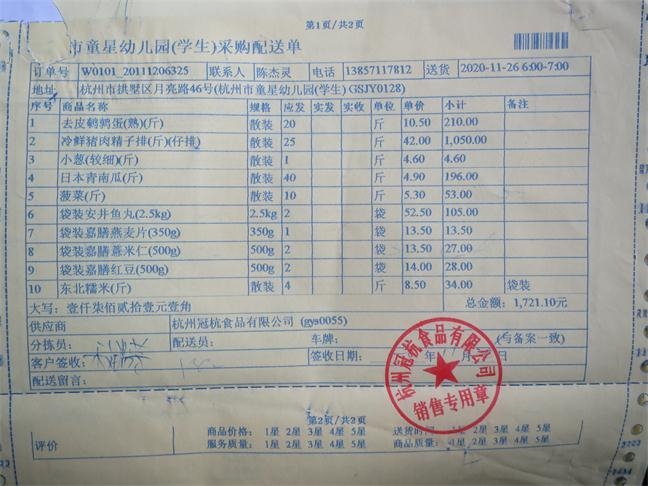 第1页/共2页
市童星幼儿园(学生)采购配送单
订单号 W0101_20111206325 联系人 陈杰灵 电话 13857117812 送货 2020-11-26 6:00-7:00
地址 杭州市拱墅区月亮路46号(杭州市童星幼儿园(学生) GSJY0128)
序号 商品名称 规格 应发 实发 实收 单位 单价 小计 备注
1 去皮鹌鹑蛋(熟)(斤) 散装 20 斤 10.50 210.00
2 冷鲜猪肉精子排(斤)(仔排) 散装 25 斤 42.00 1,050.00
3 小葱(较细)(斤) 散装 1 斤 4.60 4.60
4 日本青南瓜(斤) 散装 40 斤 4.90 196.00
5 菠菜(斤) 散装 10 斤 5.30 53.00
6 袋装安井鱼丸(2.5kg) 2.5kg 2 袋 52.50 105.00
7 袋装嘉膳燕麦片(350g) 350g 1 袋 13.50 13.50
8 袋装嘉膳薏米仁(500g) 500g 2 袋 13.50 27.00
9 袋装嘉膳红豆(500g) 500g 2 袋 14.00 28.00
10 东北糯米(斤) 散装 4 斤 8.50 34.00 袋装
大写: 壹仟柒佰贰拾壹元壹角 总金额: 1,721.10元
供应商 杭州冠杭食品有限公司 (gys0055)
分拣员: 配送员: 车牌: (与备案一致)
客户签收: 签收日期: 年 月 日
配送留言:
杭州冠杭食品有限公司
销售专用章
第2页/共2页
评价 商品价格: 1星 2星 3星 4星 5星 送货时间: 1星 2星 3星 4星 5星
服务质量: 1星 2星 3星 4星 5星 商品质量: 1星 2星 3星 4星 5星